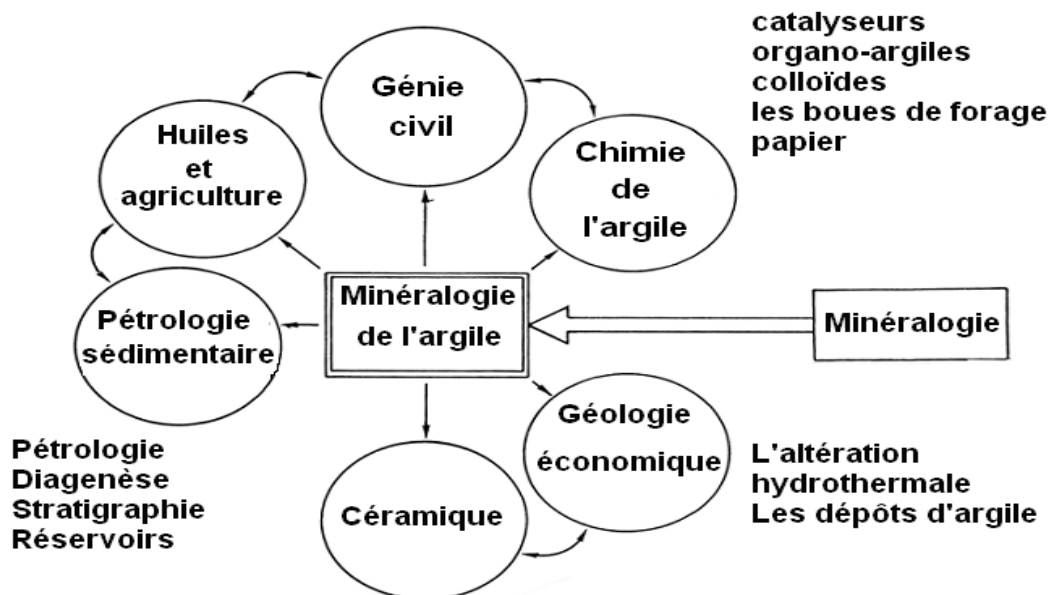 catalyseurs
organo-argiles
colloïdes
les boues de forage
papier
Génie
civil
Huiles
et
agriculture
Chimie
de
l'argile
Minéralogie
de l'argile
Minéralogie
Pétrologie
sédimentaire
Géologie
économique
Céramique
Pétrologie
Diagenèse
Stratigraphie
Réservoirs
L'altération
hydrothermale
Les dépôts d'argile